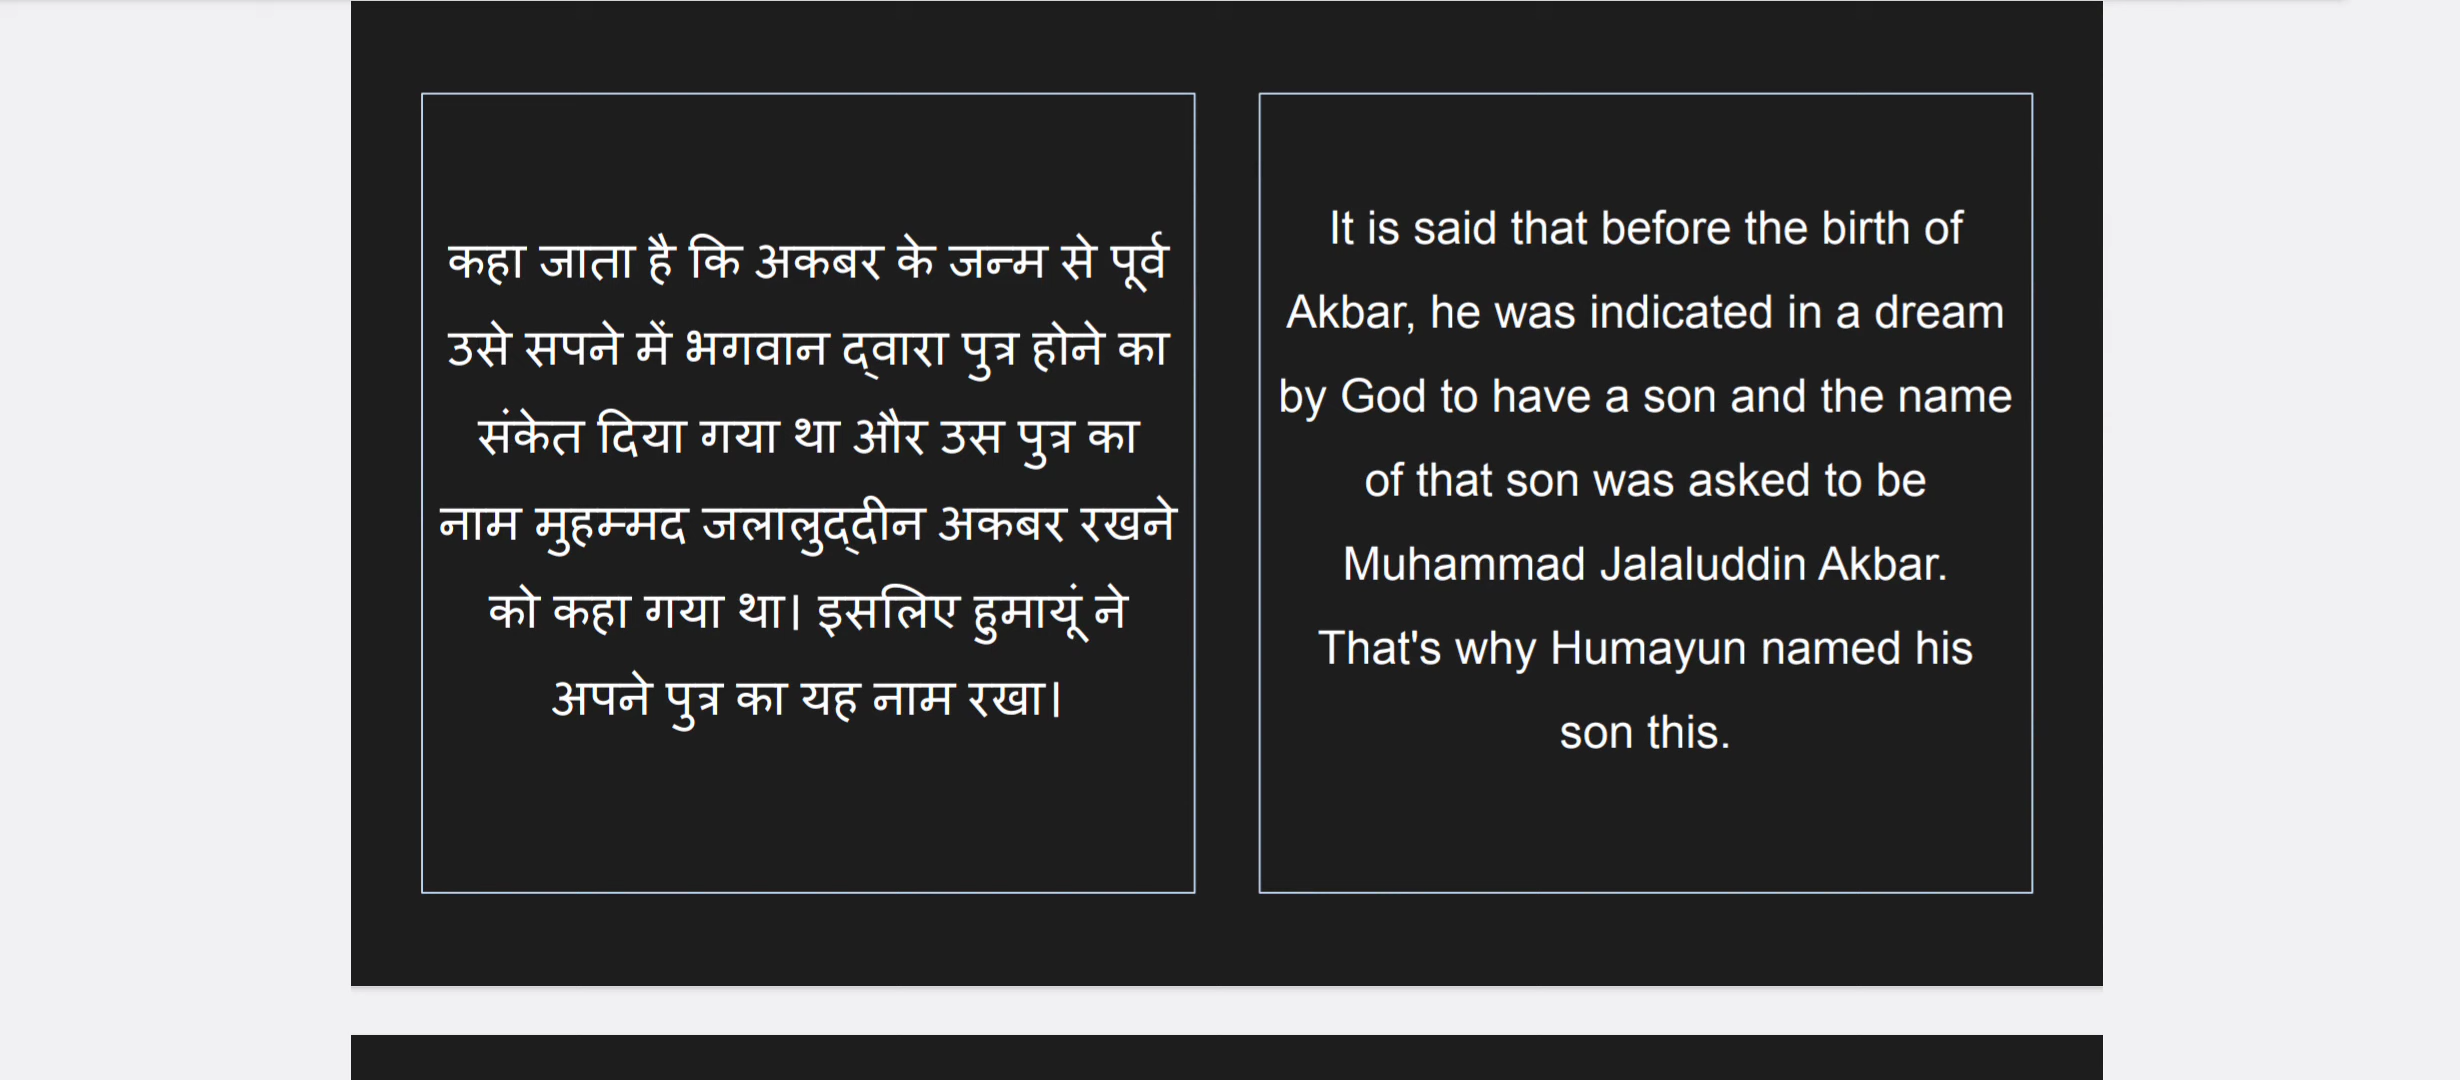 कहा जाता है कि अकबर के जन्म से पूर्व
उसे सपने में भगवान द्वारा पुत्र होने का
संकेत दिया गया था और उस पुत्र का
नाम मुहम्मद जलालुद्दीन अकबर रखने
को कहा गया था। इसलिए हुमायूं ने
अपने पुत्र का यह नाम रखा।
It is said that before the birth of
Akbar, he was indicated in a dream
by God to have a son and the name
of that son was asked to be
Muhammad Jalaluddin Akbar.
That's why Humayun named his
son this.